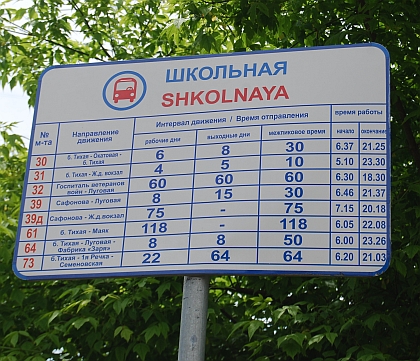 ШКОЛЬНАЯ
SHKOLNAYA
№ м-та Направление движения Интервал движения / Время отправления время работы
рабочие дни выходные дни межпиковое время начало окончание
30 б. Тихая - Окатовая - б. Тихая 6 8 30 6.37 21.25
31 б. Тихая - Ж.д. вокзал 4 5 10 5.10 23.30
32 Госпиталь ветеранов войн - Луговая 60 60 60 6.30 18.30
39 Сафонова - Луговая 8 15 30 6.46 21.37
39д Сафонова - Ж.д.вокзал 75 - 75 7.15 20.18
61 б. Тихая - Маяк 118 - 118 6.05 22.08
64 б. Тихая - Луговая - Фабрика «Заря» 8 8 50 6.00 23.26
73 б.Тихая - 1я Речка - Семеновская 22 64 64 6.20 21.03